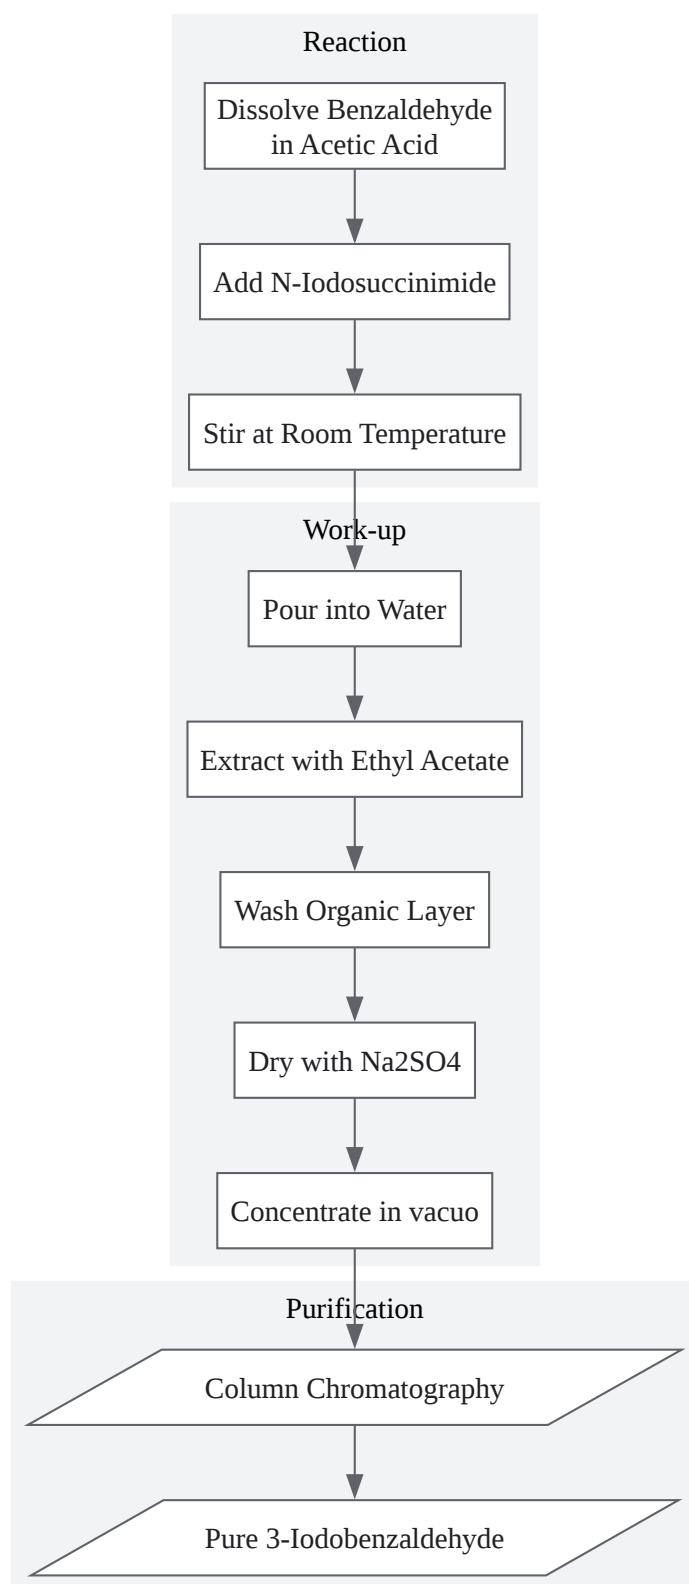 Reaction
Dissolve Benzaldehyde
in Acetic Acid
Add N-Iodosuccinimide
Stir at Room Temperature
Work-up
Pour into Water
Extract with Ethyl Acetate
Wash Organic Layer
Dry with Na2SO4
Concentrate in vacuo
Purification
Column Chromatography
Pure 3-Iodobenzaldehyde